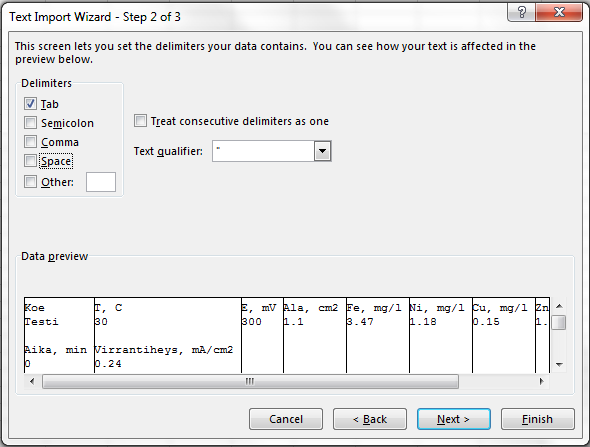 Text Import Wizard - Step 2 of 3
This screen lets you set the delimiters your data contains. You can see how your text is affected in the
preview below.
Delimiters
Tab
Semicolon
Comma
Space
Other:
Treat consecutive delimiters as one
Text qualifier: "
Data preview
Koe T, C E, mV Ala, cm2 Fe, mg/l Ni, mg/l Cu, mg/l Zn
Testi 30 300 1.1 3.47 1.18 0.15 1.
Aika, min Virrantiheys, mA/cm2
0 0.24
Cancel < Back Next > Finish